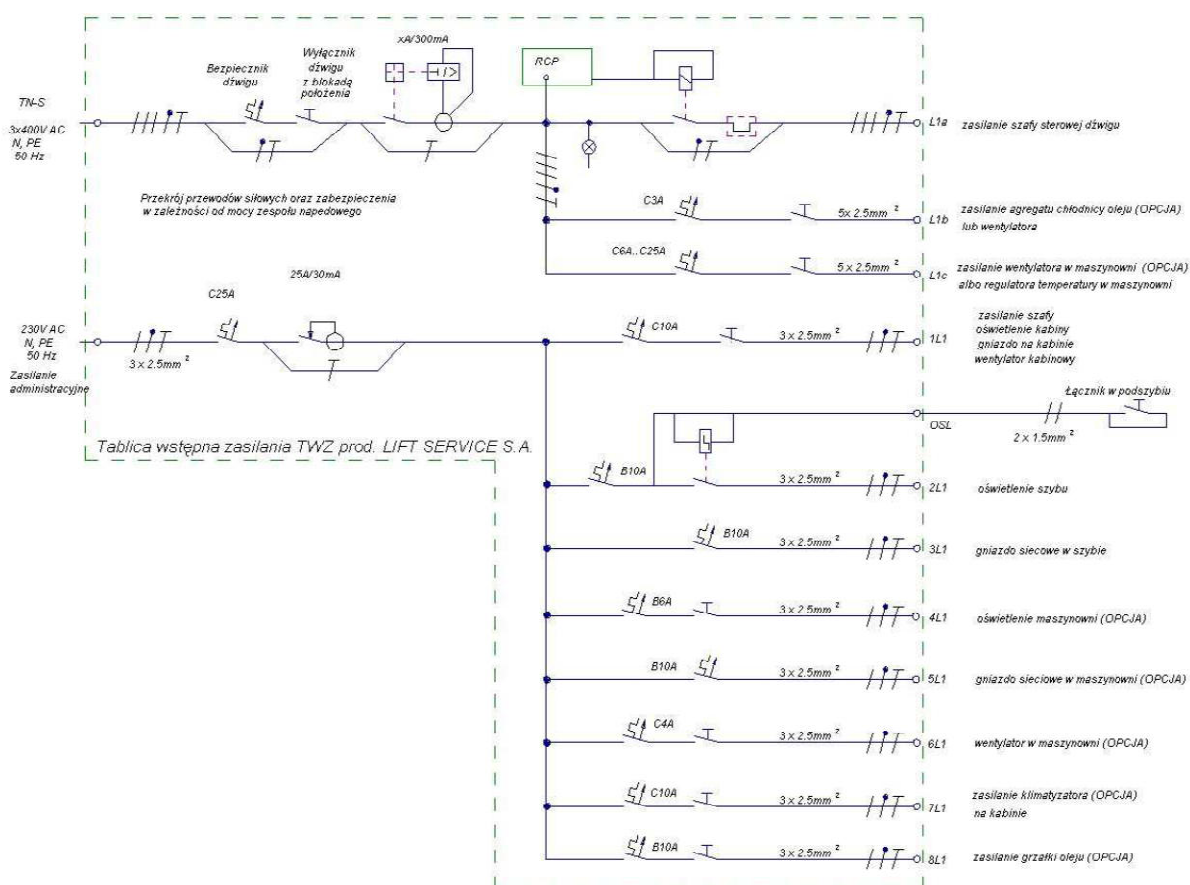 xA/300mA
Wyłącznik
dźwigu
z blokadą
położenia
Bezpiecznik
dźwigu
RCP
TN-S
3x400V AC
N, PE
50 Hz
L1a
zasilanie szafy sterowej dźwigu
Przekrój przewodów siłowych oraz zabezpieczenia
w zależności od mocy zespołu napedowego
C3A
5x 2.5mm ²
L1b
zasilanie agregatu chłodnicy oleju (OPCJA)
lub wentylatora
C6A..C25A
5 x 2.5mm ²
L1c
zasilanie wentylatora w maszynowni (OPCJA)
albo regulatora temperatury w maszynowni
25A/30mA
C25A
230V AC
N, PE
50 Hz
Zasilanie
administracyjne
3 x 2.5mm ²
C10A
3 x 2.5mm ²
1L1
zasilanie szafy
oświetlenie kabiny
gniazdo na kabinie
wentylator kabinowy
Łącznik w podszybiu
OSL
2 x 1.5mm ²
Tablica wstępna zasilania TWZ prod. LIFT SERVICE S.A.
B10A
3 x 2.5mm ²
2L1
oświetlenie szybu
B10A
3 x 2.5mm ²
3L1
gniazdo siecowe w szybie
B6A
3 x 2.5mm ²
4L1
oświetlenie maszynowni (OPCJA)
B10A
3 x 2.5mm ²
5L1
gniazdo sieciowe w maszynowni (OPCJA)
C4A
3 x 2.5mm ²
6L1
wentylator w maszynowni (OPCJA)
C10A
3 x 2.5mm ²
7L1
zasilanie klimatyzatora (OPCJA)
na kabinie
B10A
3 x 2.5mm ²
8L1
zasilanie grzałki oleju (OPCJA)